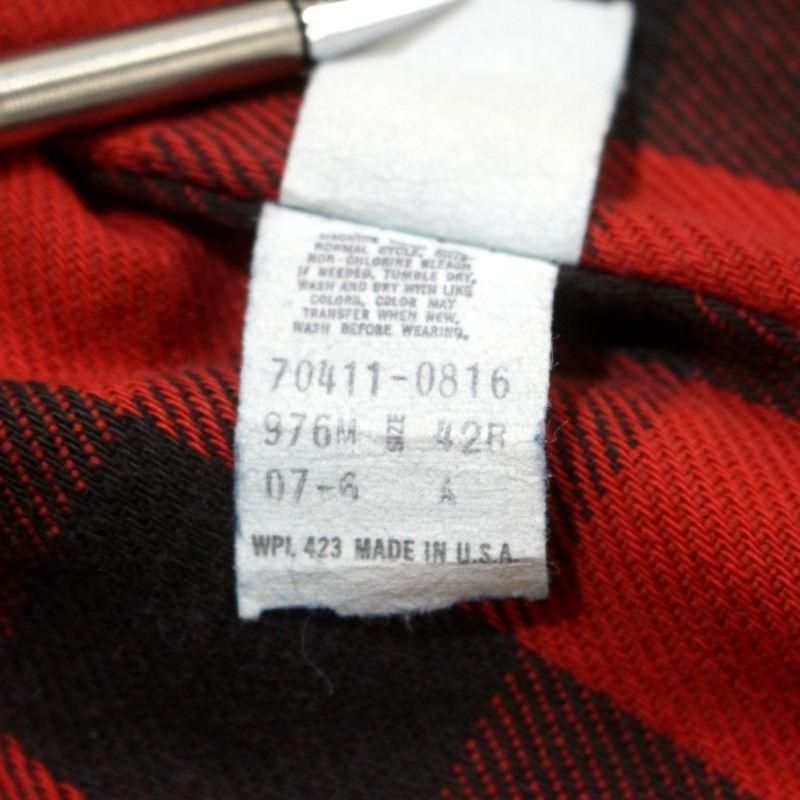 NORMAL CYCLE,
NON-CHLORINE BLEACH
IF NEEDED, TUMBLE DRY,
WASH AND DRY WITH LIKE
COLORS, COLOR MAY
TRANSFER WHEN NEW,
WASH BEFORE WEARING.
70411-0816
976M SIZE 42R
07-6 A
WPL 423 MADE IN U.S.A.